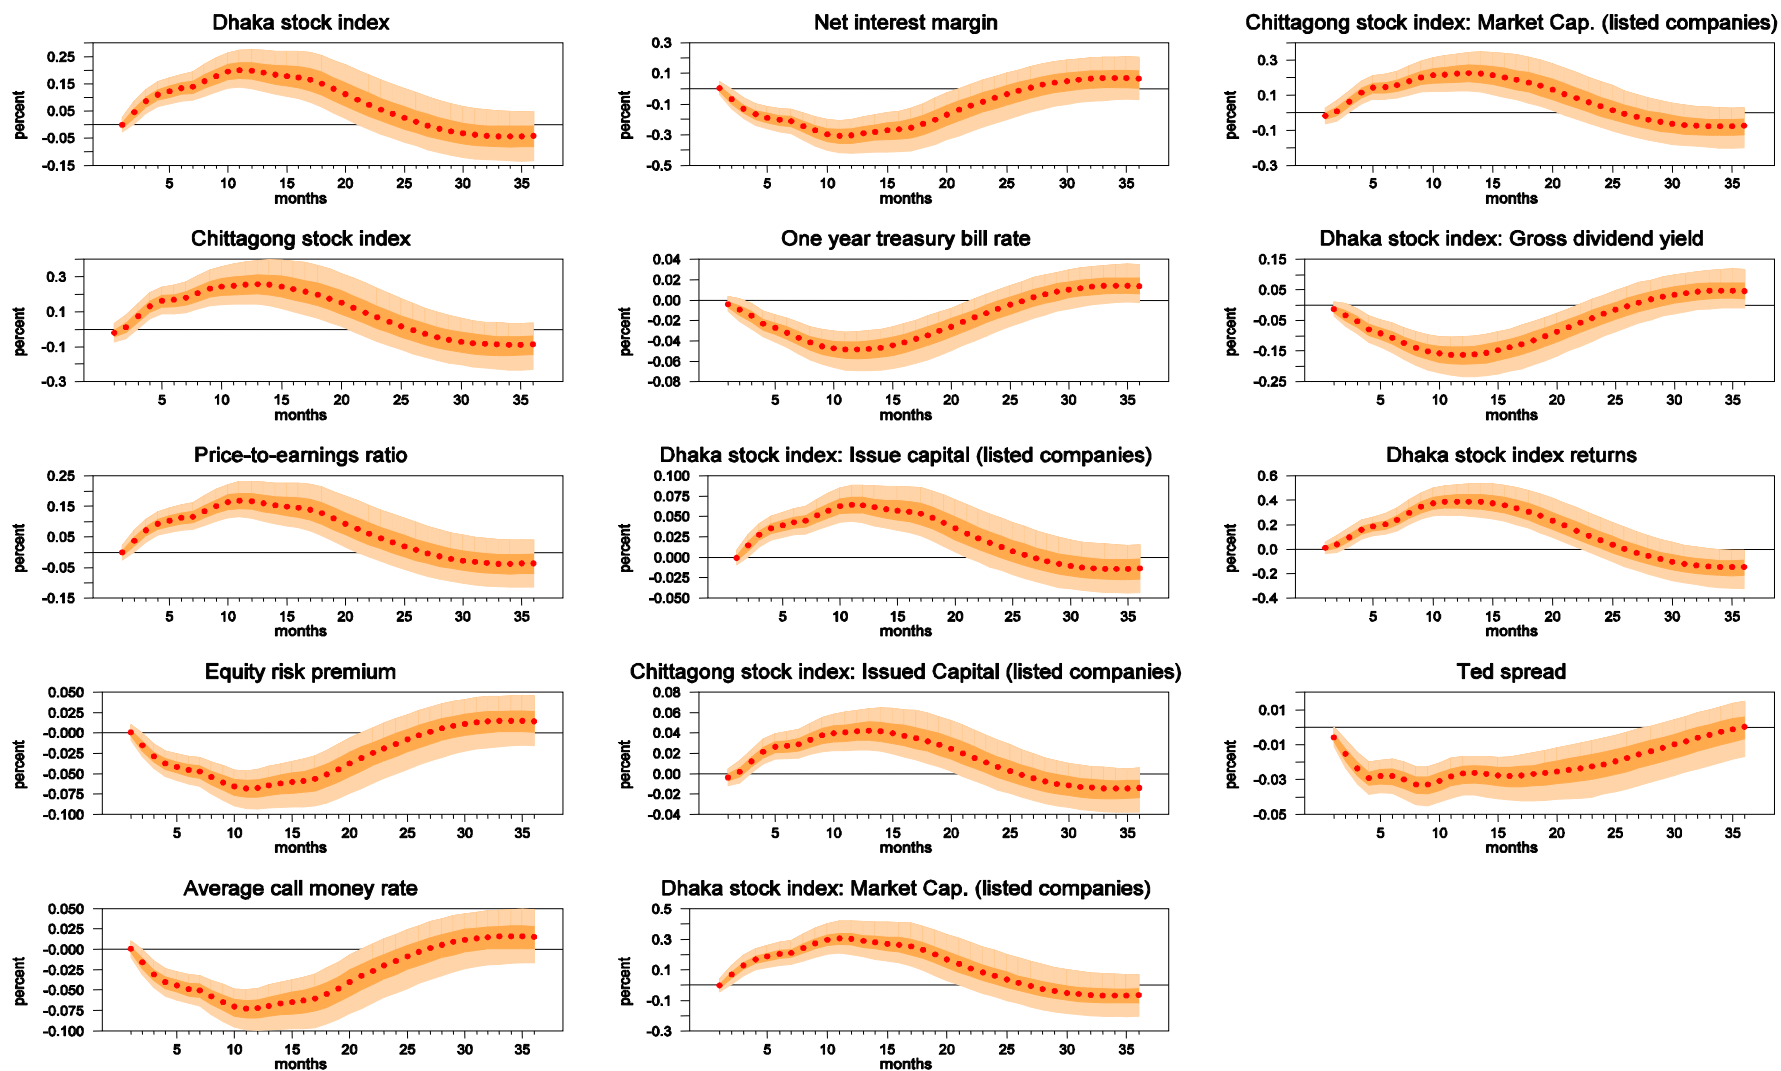 Dhaka stock index
percent
0.25
0.15
0.05
-0.05
-0.15
5 10 15 20 25 30 35
months
Net interest margin
percent
0.3
0.1
-0.1
-0.3
-0.5
5 10 15 20 25 30 35
months
Chittagong stock index: Market Cap. (listed companies)
percent
0.3
0.1
-0.1
-0.3
5 10 15 20 25 30 35
months
Chittagong stock index
percent
0.3
0.1
-0.1
-0.3
5 10 15 20 25 30 35
months
One year treasury bill rate
percent
0.04
0.02
0.00
-0.02
-0.04
-0.06
-0.08
5 10 15 20 25 30 35
months
Dhaka stock index: Gross dividend yield
percent
0.15
0.05
-0.05
-0.15
-0.25
5 10 15 20 25 30 35
months
Price-to-earnings ratio
percent
0.25
0.15
0.05
-0.05
-0.15
5 10 15 20 25 30 35
months
Dhaka stock index: Issue capital (listed companies)
percent
0.100
0.075
0.050
0.025
0.000
-0.025
-0.050
5 10 15 20 25 30 35
months
Dhaka stock index returns
percent
0.6
0.4
0.2
0.0
-0.2
-0.4
5 10 15 20 25 30 35
months
Equity risk premium
percent
0.050
0.025
-0.000
-0.025
-0.050
-0.075
-0.100
5 10 15 20 25 30 35
months
Chittagong stock index: Issued Capital (listed companies)
percent
0.08
0.06
0.04
0.02
0.00
-0.02
-0.04
5 10 15 20 25 30 35
months
Ted spread
percent
0.01
-0.01
-0.03
-0.05
5 10 15 20 25 30 35
months
Average call money rate
percent
0.050
0.025
-0.000
-0.025
-0.050
-0.075
-0.100
5 10 15 20 25 30 35
months
Dhaka stock index: Market Cap. (listed companies)
percent
0.5
0.3
0.1
-0.1
-0.3
5 10 15 20 25 30 35
months